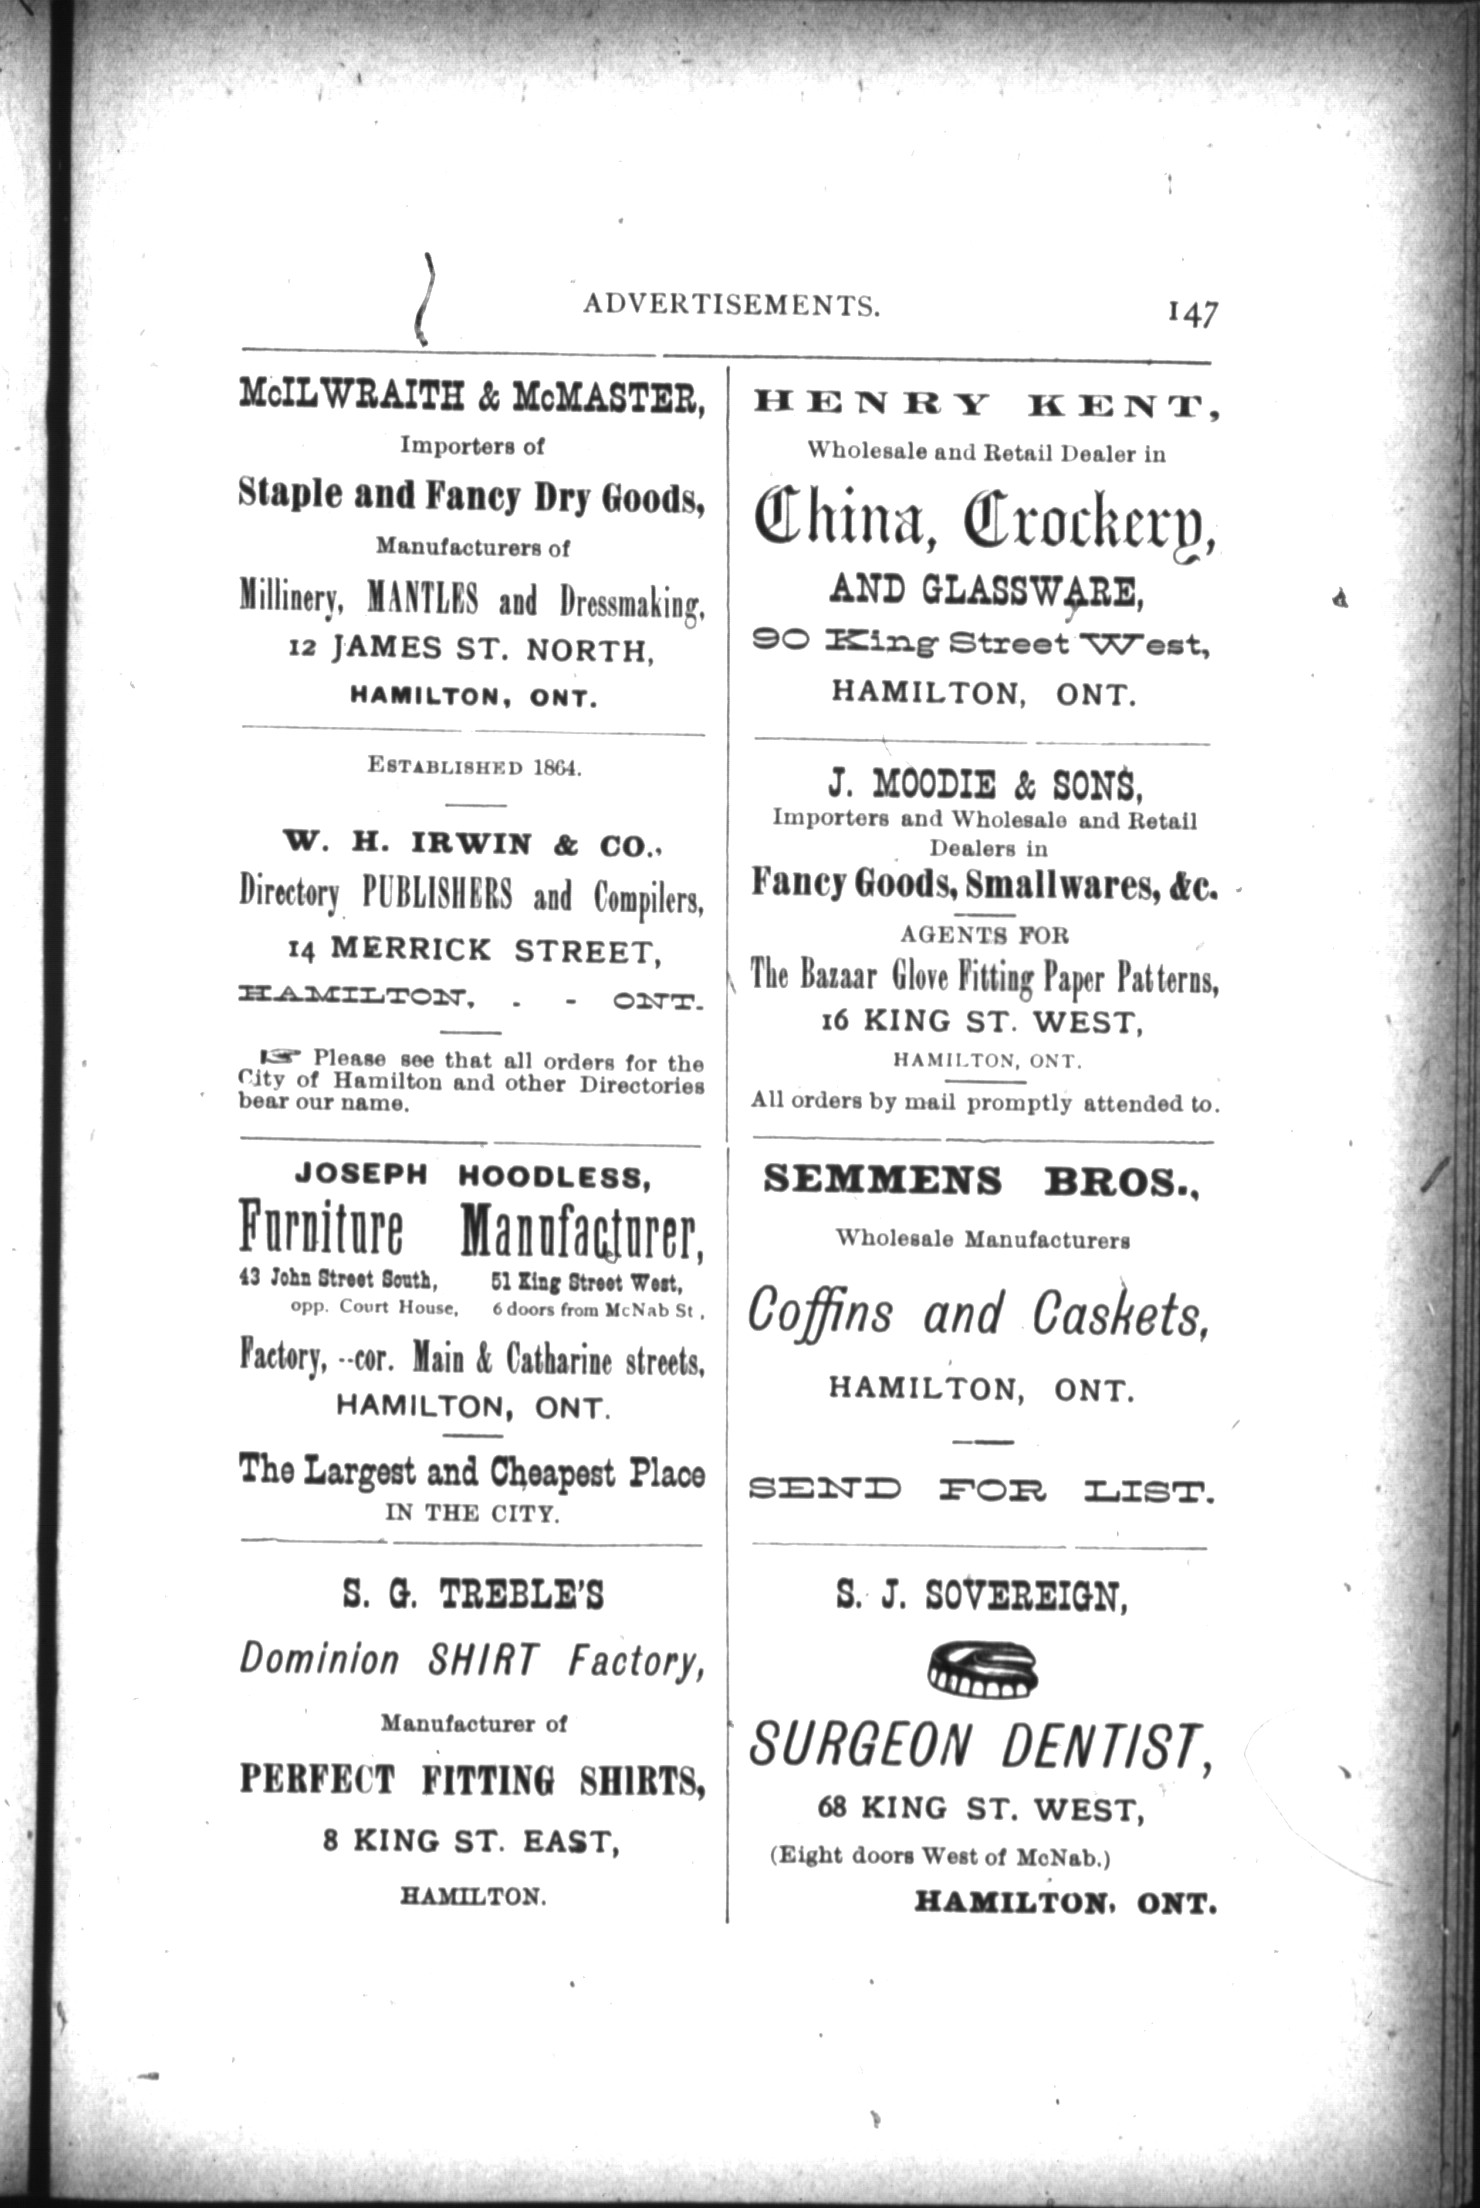 ADVERTISEMENTS. 147
McILWRAITH & McMASTER,
Importers of
Staple and Fancy Dry Goods,
Manufacturers of
Millinery, MANTLES and Dressmaking,
12 JAMES ST. NORTH,
HAMILTON, ONT.
ESTABLISHED 1864.
W. H. IRWIN & CO.,
Directory PUBLISHERS and Compilers,
14 MERRICK STREET,
HAMILTON, - - ONT.
☞ Please see that all orders for the
City of Hamilton and other Directories
bear our name.
JOSEPH HOODLESS,
Furniture Manufacturer,
43 John Street South, 51 King Street West,
opp. Court House, 6 doors from McNab St ,
Factory, --cor. Main & Catharine streets,
HAMILTON, ONT.
The Largest and Cheapest Place
IN THE CITY.
S. G. TREBLE'S
Dominion SHIRT Factory,
Manufacturer of
PERFECT FITTING SHIRTS,
8 KING ST. EAST,
HAMILTON.
HENRY KENT,
Wholesale and Retail Dealer in
China, Crockery,
AND GLASSWARE,
90 King Street West,
HAMILTON, ONT.
J. MOODIE & SONS,
Importers and Wholesale and Retail
Dealers in
Fancy Goods, Smallwares, &c.
AGENTS FOR
The Bazaar Glove Fitting Paper Patterns,
16 KING ST. WEST,
HAMILTON, ONT.
All orders by mail promptly attended to.
SEMMENS BROS.,
Wholesale Manufacturers
Coffins and Caskets,
HAMILTON, ONT.
SEND FOR LIST.
S. J. SOVEREIGN,
SURGEON DENTIST,
68 KING ST. WEST,
(Eight doors West of McNab.)
HAMILTON, ONT.